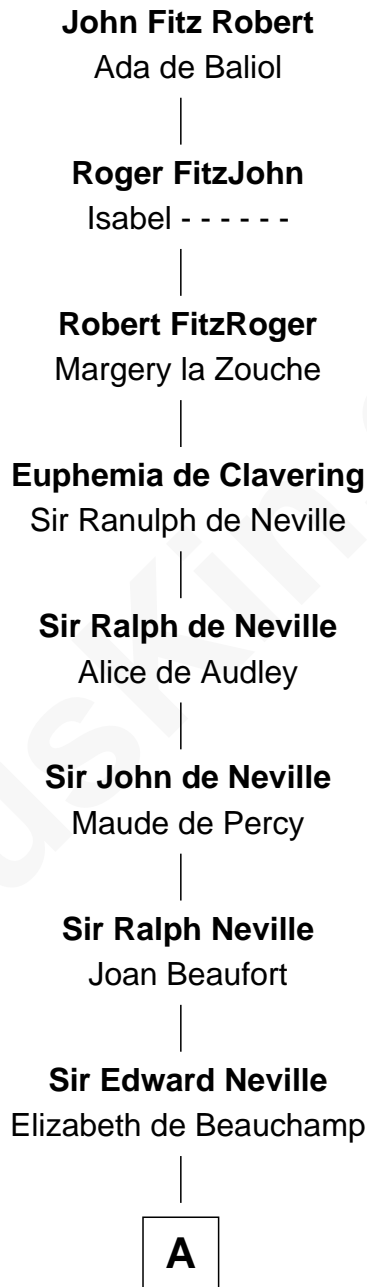 John Fitz Robert
Ada de Baliol
Roger FitzJohn
Isabel - - - - - -
Robert FitzRoger
Margery la Zouche
Euphemia de Clavering
Sir Ranulph de Neville
Sir Ralph de Neville
Alice de Audley
Sir John de Neville
Maude de Percy
Sir Ralph Neville
Joan Beaufort
Sir Edward Neville
Elizabeth de Beauchamp
A